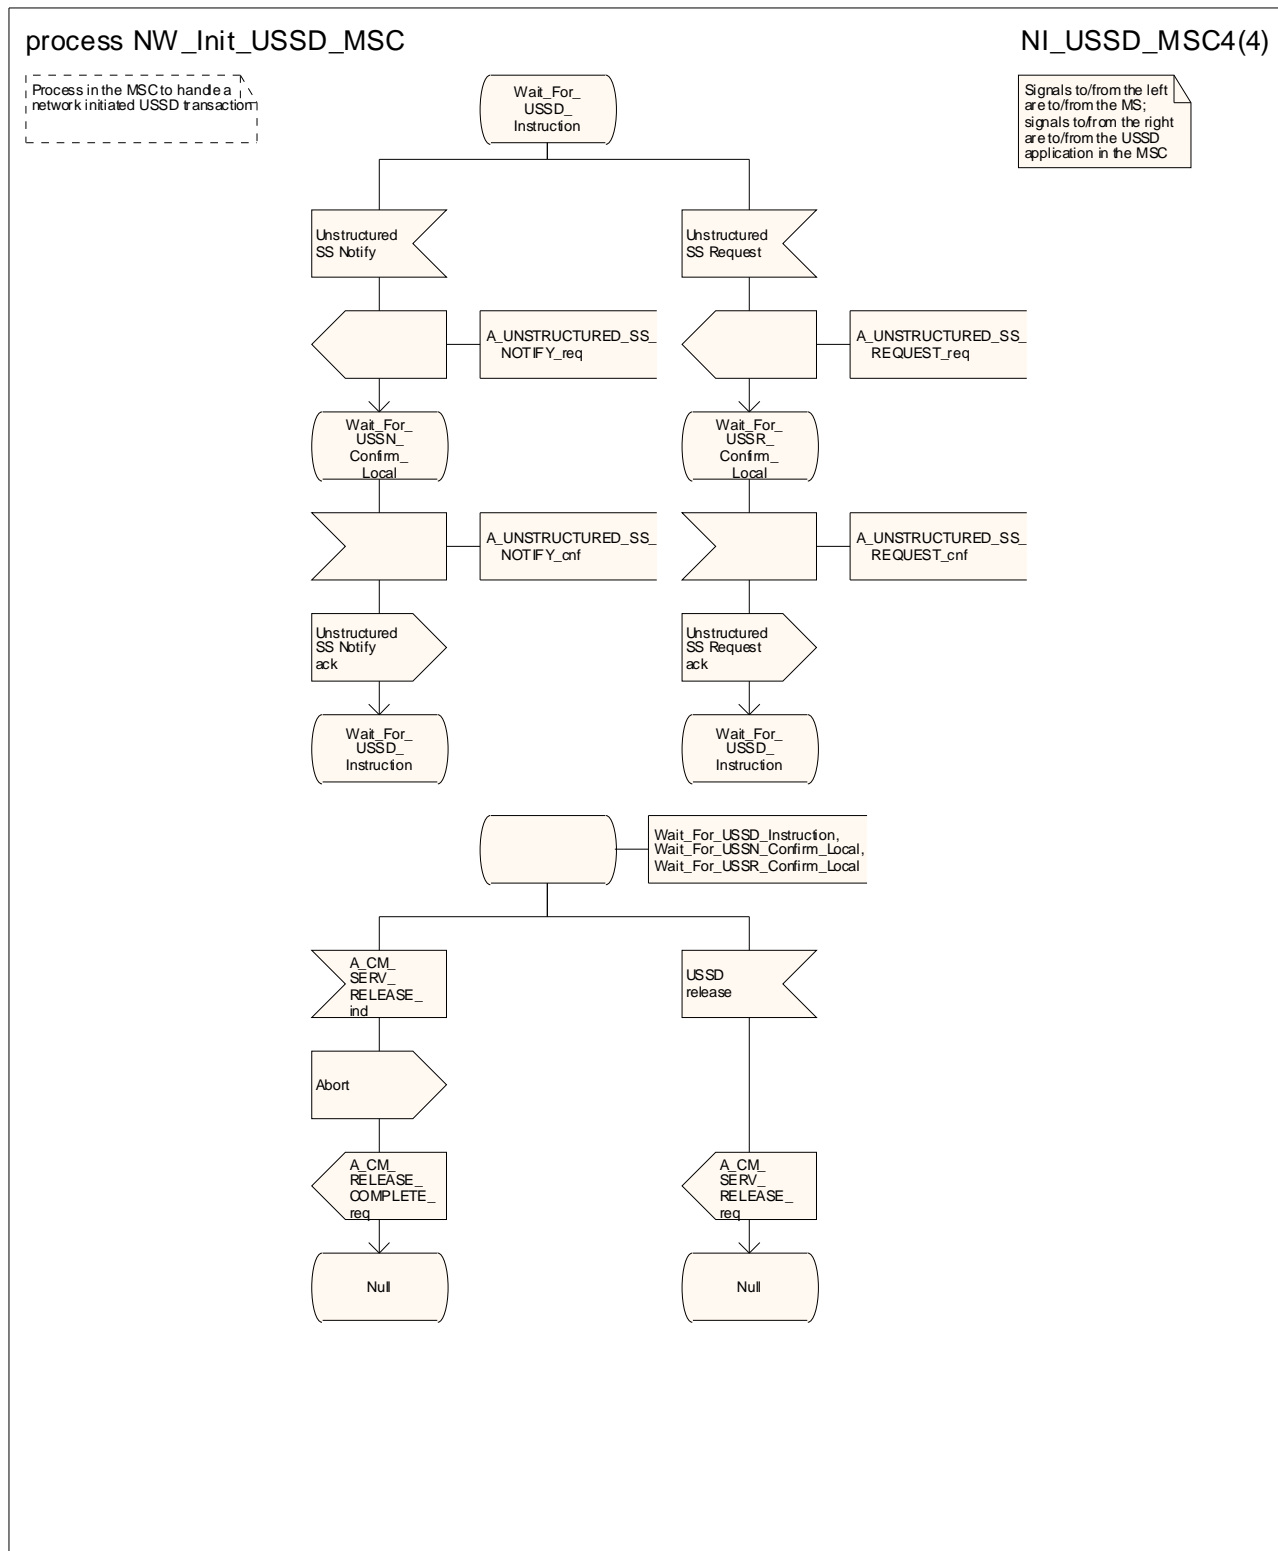 process NW_Init_USSD_MSC
NI_USSD_MSC4(4)
Process in the MSC to handle a
network initiated USSD transaction
Signals to/from the left
are to/from the MS;
signals to/from the right
are to/from the USSD
application in the MSC
Wait_For_
USSD_
Instruction
Unstructured
SS Notify
Unstructured
SS Request
A_UNSTRUCTURED_SS_
NOTIFY_req
A_UNSTRUCTURED_SS_
REQUEST_req
Wait_For_
USSN_
Confirm_
Local
Wait_For_
USSR_
Confirm_
Local
A_UNSTRUCTURED_SS_
NOTIFY_cnf
A_UNSTRUCTURED_SS_
REQUEST_cnf
Unstructured
SS Notify
ack
Unstructured
SS Request
ack
Wait_For_
USSD_
Instruction
Wait_For_
USSD_
Instruction
Wait_For_USSD_Instruction,
Wait_For_USSN_Confirm_Local,
Wait_For_USSR_Confirm_Local
A_CM_
SERV_
RELEASE_
ind
USSD
release
Abort
A_CM_
RELEASE_
COMPLETE_
req
A_CM_
SERV_
RELEASE_
req
Null
Null